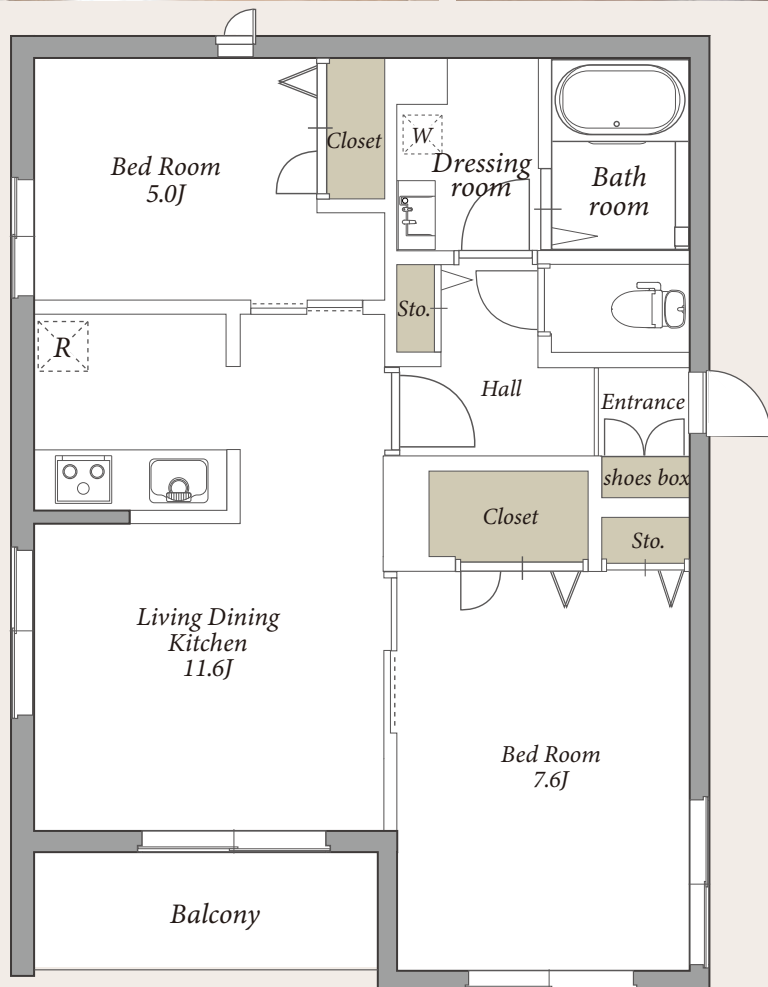 Bed Room
5.0J
Closet
W
Dressing
room
Bath
room
R
Sto.
Hall
Entrance
shoes box
Closet
Sto.
Living Dining
Kitchen
11.6J
Bed Room
7.6J
Balcony